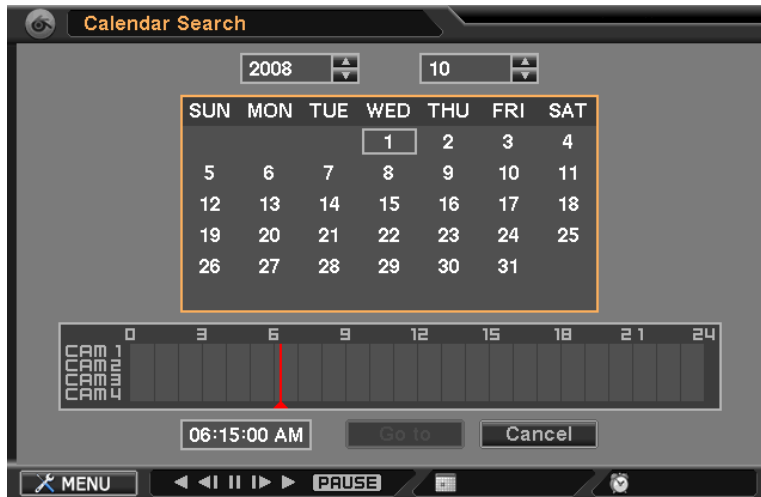 Calendar Search
2008 10
SUN MON TUE WED THU FRI SAT
1 2 3 4
5 6 7 8 9 10 11
12 13 14 15 16 17 18
19 20 21 22 23 24 25
26 27 28 29 30 31
0 3 6 9 12 15 18 21 24
CAM 1
CAM 2
CAM 3
CAM 4
06:15:00 AM Go to Cancel
MENU PAUSE